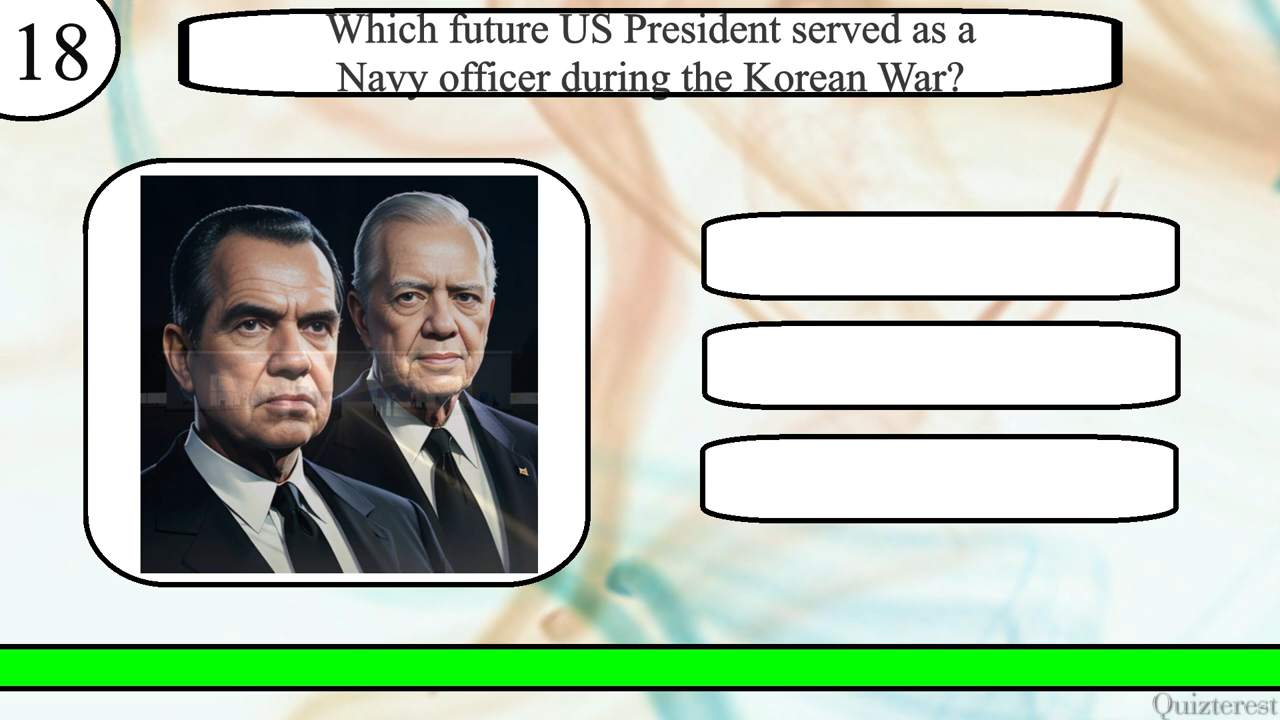 18
Which future US President served as a
Navy officer during the Korean War?
Quizterest